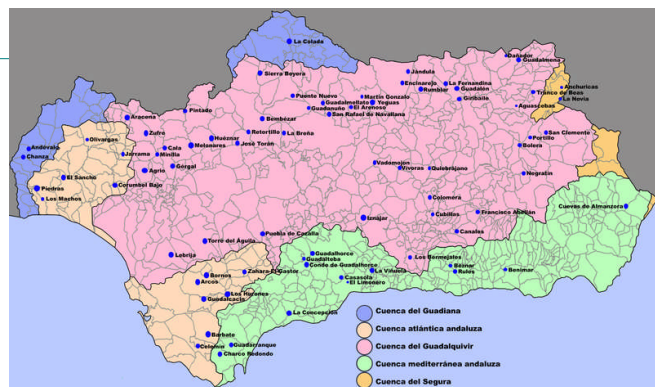 La Colada
Dañador
Guadalmena
Sierra Boyera
Jándula
Anchuricas
Encinarejo
La Fernandina
Tranco de Beas
Rumblar
Guadalén
La Novia
Puente Nuevo
Martín Gonzalo
Guadalmellato
Yeguas
Giribaile
Aguascebas
Pintado
Guadanuño
El Arenoso
San Rafael de Navallana
Aracena
Bembézar
Olivargas
Zufre
Retortillo
La Breña
San Clemente
Huéznar
Portillo
Andévalo
Cala
Melonares
José Torán
Bolera
Chanza
Jarrama
Minilla
Gergal
Vadomojón
Víboras
Quiebrajano
Agrio
Negratín
El Sancho
Piedras
Corumbel Bajo
Los Machos
Colomera
Cuevas de Almanzora
Cubillas
Francisco Abellán
Iznájar
Puebla de Cazalla
Canales
Torre del Águila
Lebrija
Guadalhorce
Guadalteba
Conde de Guadalhorce
Los Bermejales
Zahara-El Gastor
Béznar
Rules
Benínar
Bornos
Arcos
Casasola
La Viñuela
El Limonero
Los Hurones
Guadalcacín
La Concepción
Barbate
Celemín
Guadarranque
Charco Redondo
Cuenca del Guadiana
Cuenca atlántica andaluza
Cuenca del Guadalquivir
Cuenca mediterránea andaluza
Cuenca del Segura